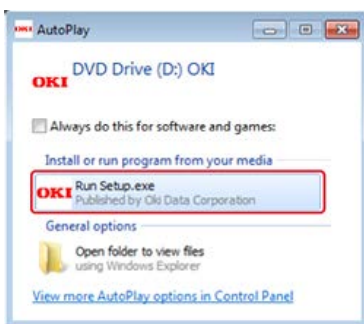 OKI AutoPlay
DVD Drive (D:) OKI
OKI
Always do this for software and games:
Install or run program from your media
OKI Run Setup.exe
Published by Oki Data Corporation
General options
Open folder to view files
using Windows Explorer
View more AutoPlay options in Control Panel